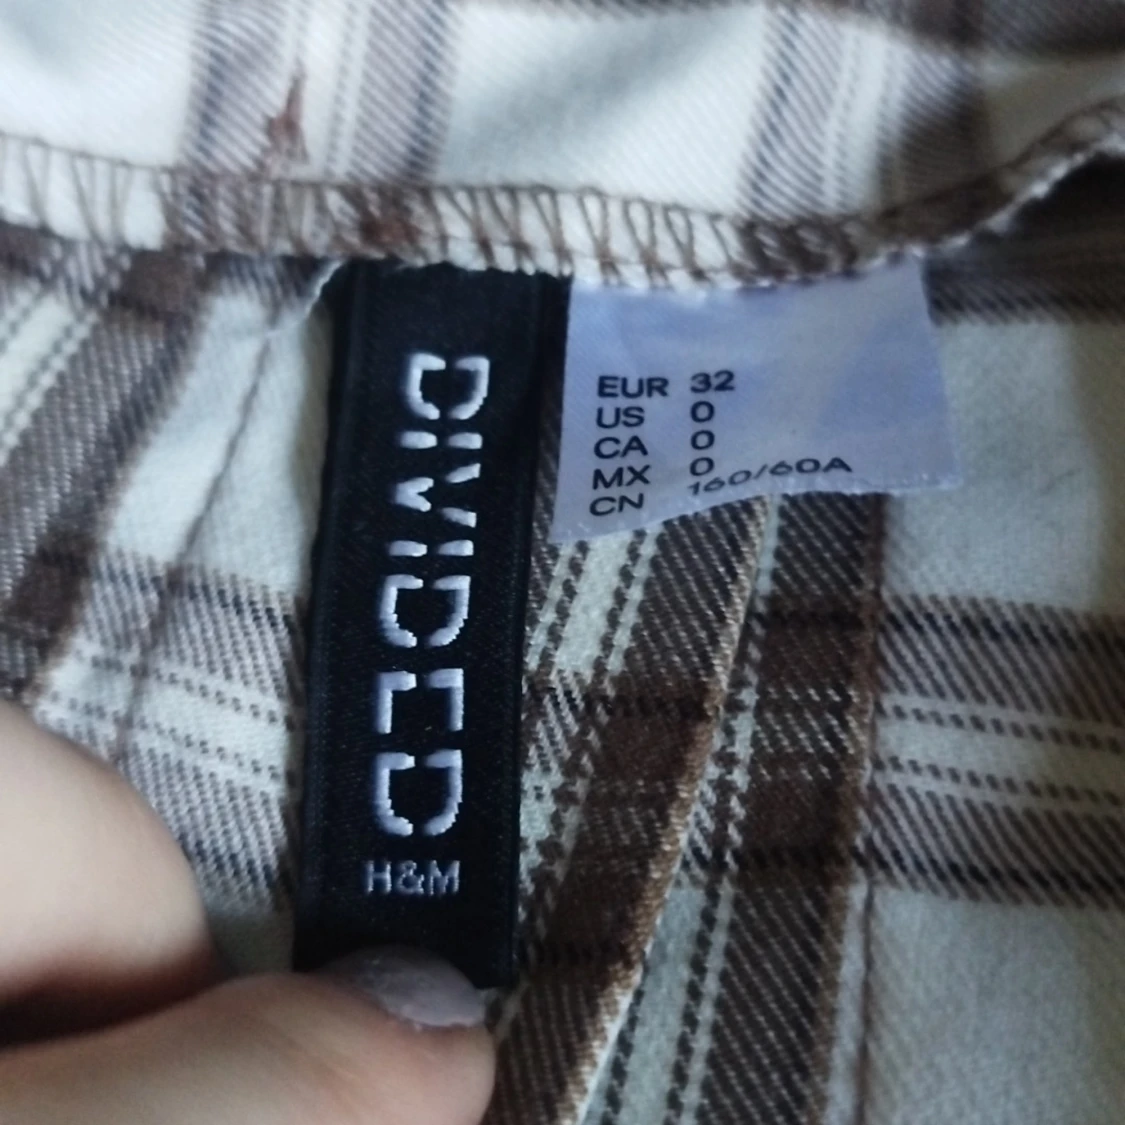 DIVIDED
H&M
EUR 32
US 0
CA 0
MX 0
CN 160/60A